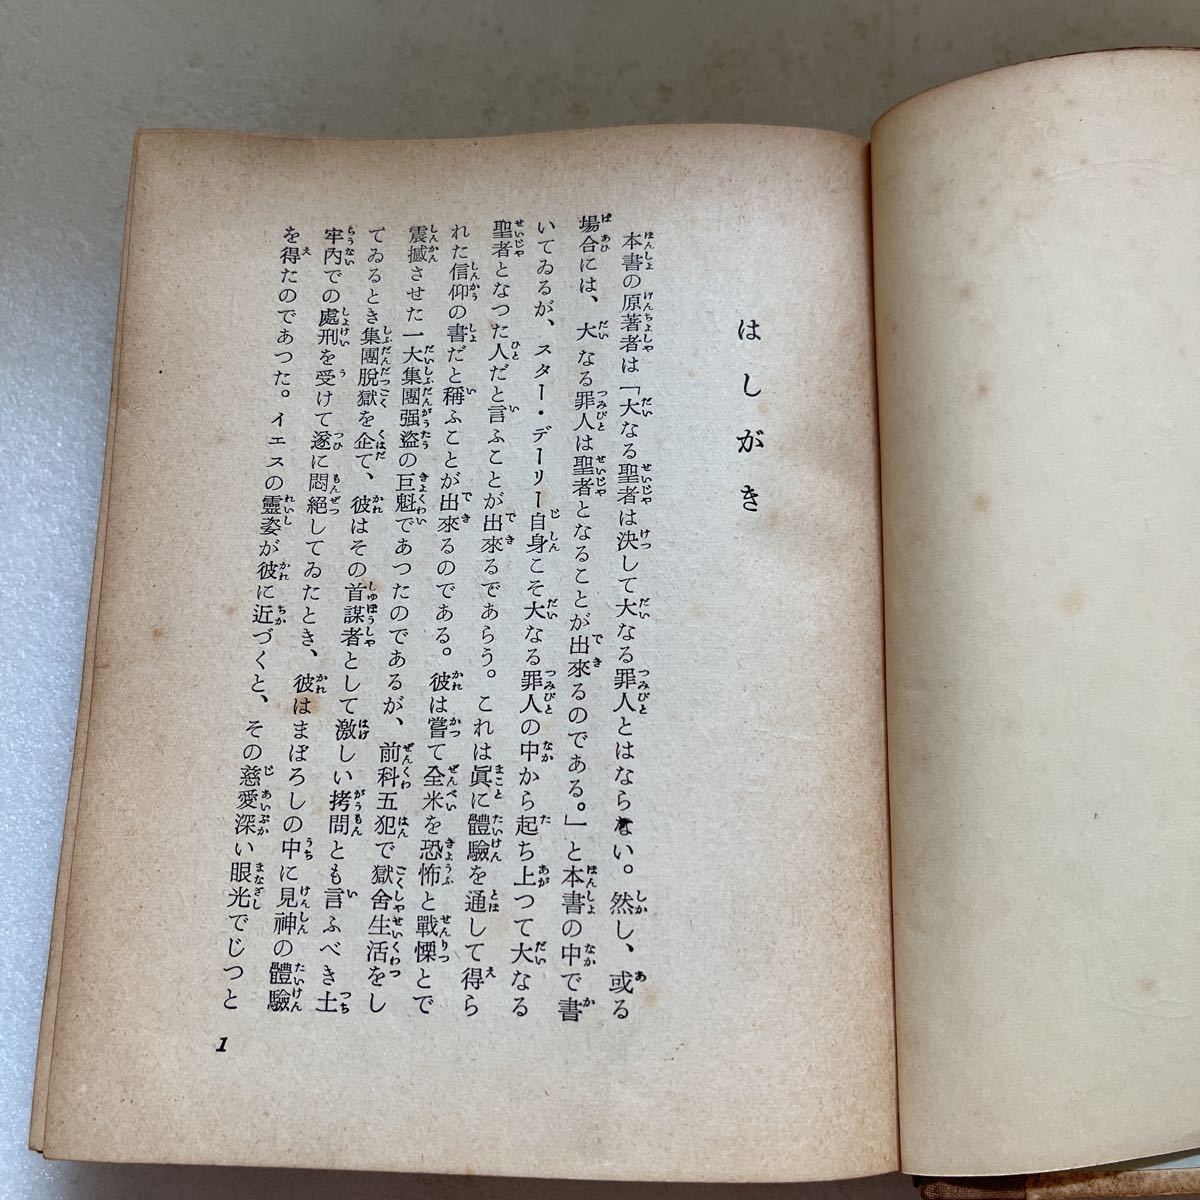 はしがき
本書の原著者は「大なる聖者は決して大なる罪人とはならない。然し、或る
場合には、大なる罪人は聖者となることが出來るのである。」と本書の中で書
いてゐるが、スター・デーリー自身こそ大なる罪人の中から起ち上つて大なる
聖者となつた人だと言ふことが出來るであらう。これは眞に體驗を通して得ら
れた信仰の書だと稱ふことが出來るのである。彼は嘗て全米を恐怖と戰慄とで
震撼させた一大集團强盜の巨魁であつたのであるが、前科五犯で獄舍生活をし
てゐるとき集團脫獄を企て、彼はその首謀者として激しい拷問とも言ふべき土
牢內での處刑を受けて遂に悶絕してゐたとき、彼はまぼろしの中に見神の體驗
を得たのであつた。イエスの靈姿が彼に近づくと、その慈愛深い眼光でじつと
1